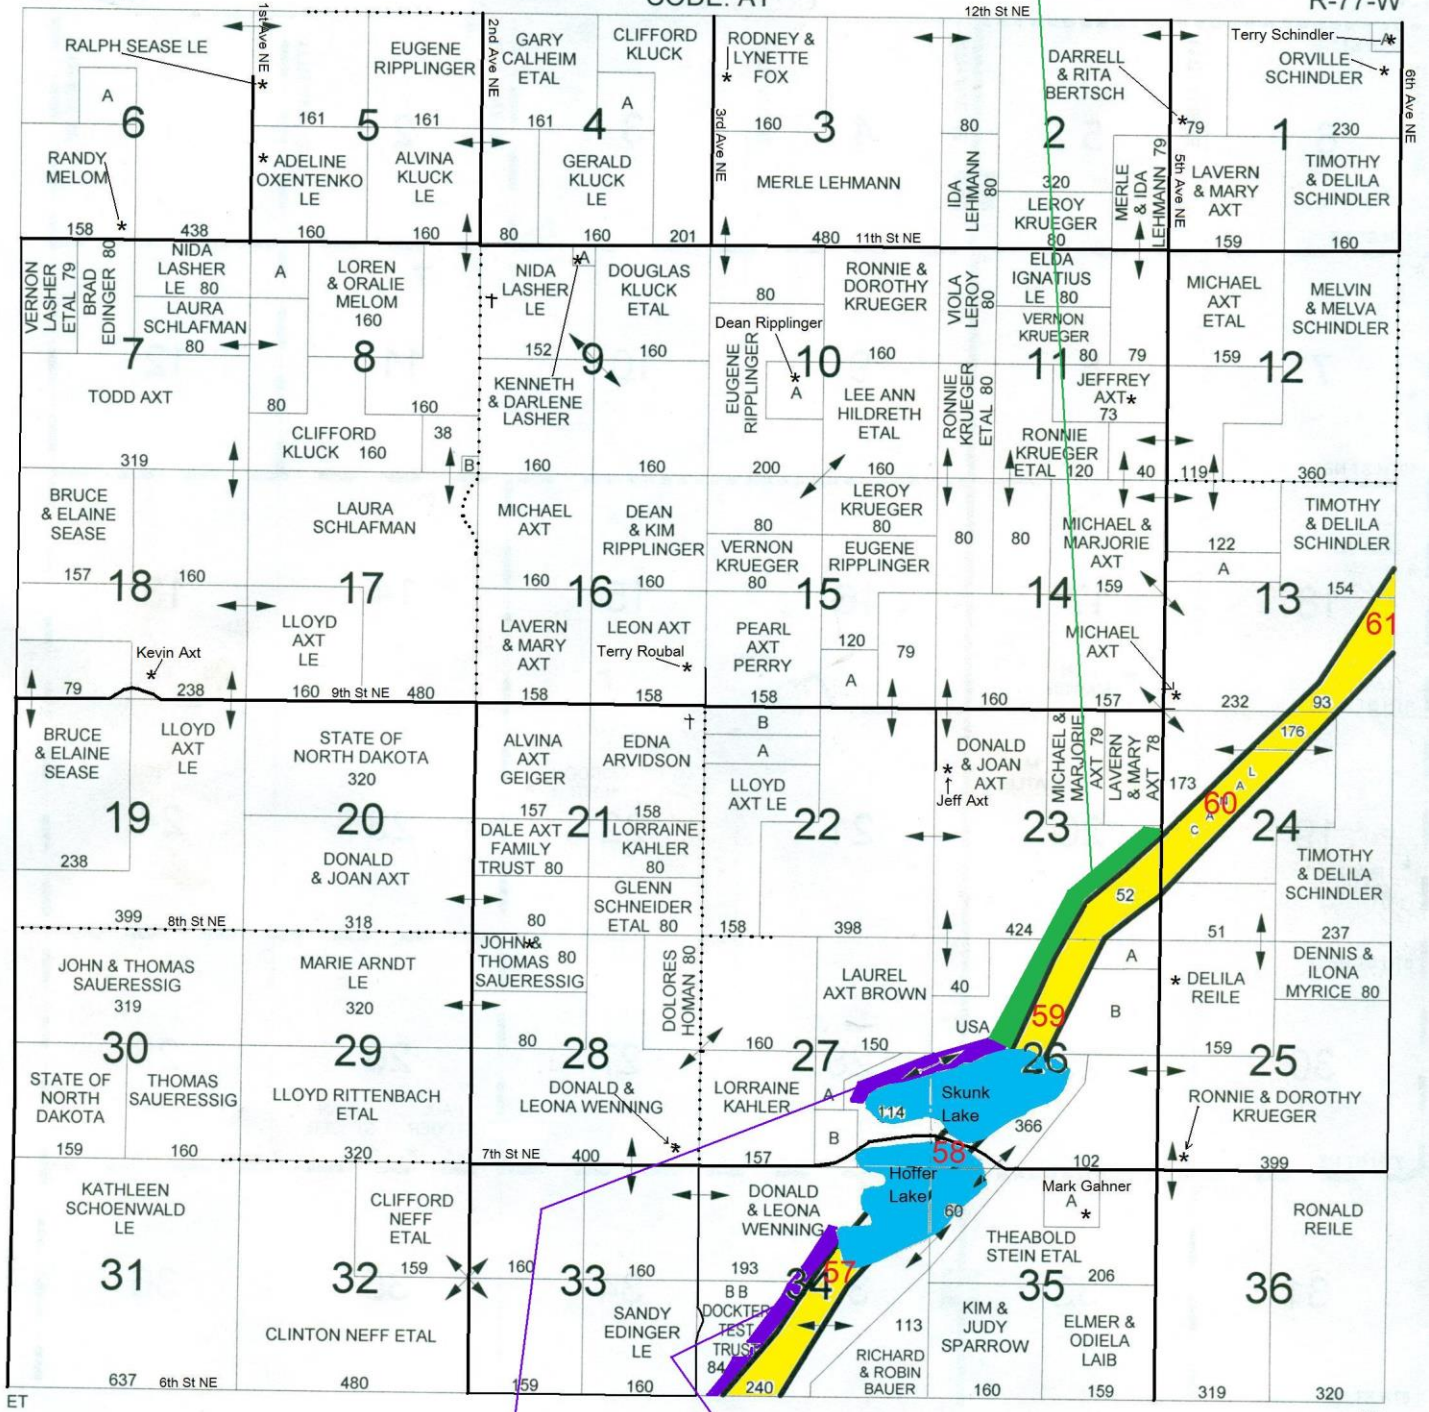 CODE: AY
12th St NE
R-77-W
RALPH SEASE LE
1st Ave NE
EUGENE
RIPPLINGER
2nd Ave NE
GARY
CALHEIM
ETAL
CLIFFORD
KLUCK
RODNEY &
LYNETTE
FOX
DARRELL
& RITA
BERTSCH
Terry Schindler
A
ORVILLE
SCHINDLER
6th Ave NE
A
6
161
5
161
161
4
A
3rd Ave NE
160
3
80
2
79
1
230
RANDY
MELOM
ADELINE
OXENTENKO
LE
ALVINA
KLUCK
LE
GERALD
KLUCK
LE
MERLE LEHMANN
IDA
LEHMANN
80
320
LEROY
KRUEGER
80
MERLE
& IDA
LEHMANN 79
5th Ave NE
LAVERN
& MARY
AXT
TIMOTHY
& DELILA
SCHINDLER
158
438
160
160
80
160
201
480
11th St NE
159
160
VERNON
LASHER
ETAL 79
BRAD
EDINGER 80
NIDA
LASHER
LE 80
LAURA
SCHLAFMAN
80
A
LOREN
& ORALIE
MELOM
160
NIDA
LASHER
LE
A
DOUGLAS
KLUCK
ETAL
80
RONNIE &
DOROTHY
KRUEGER
VIOLA
LEROY
80
ELDA
IGNATIUS
LE 80
VERNON
KRUEGER
80
79
MICHAEL
AXT
ETAL
MELVIN
& MELVA
SCHINDLER
7
8
152
9
160
Dean Ripplinger
A
10
160
11
159
12
TODD AXT
80
160
KENNETH
& DARLENE
LASHER
EUGENE
RIPPLINGER
LEE ANN
HILDRETH
ETAL
RONNIE
KRUEGER
ETAL 80
JEFFREY
AXT
73
CLIFFORD
KLUCK 160
38
B
RONNIE
KRUEGER
ETAL 120
40
319
160
160
200
160
119
360
BRUCE
& ELAINE
SEASE
LAURA
SCHLAFMAN
MICHAEL
AXT
DEAN
& KIM
RIPPLINGER
LEROY
KRUEGER
80
80
VERNON
KRUEGER
80
EUGENE
RIPPLINGER
80
80
MICHAEL &
MARJORIE
AXT
159
TIMOTHY
& DELILA
SCHINDLER
122
A
154
157
18
160
17
160
16
160
15
14
13
61
Kevin Axt
LLOYD
AXT
LE
LAVERN
& MARY
AXT
LEON AXT
Terry Roubal
PEARL
AXT
PERRY
120
A
79
MICHAEL
AXT
79
238
160
9th St NE
480
158
158
158
160
157
232
93
BRUCE
& ELAINE
SEASE
LLOYD
AXT
LE
STATE OF
NORTH DAKOTA
320
ALVINA
AXT
GEIGER
EDNA
ARVIDSON
B
A
LLOYD
AXT LE
DONALD
& JOAN
AXT
Jeff Axt
MICHAEL &
MARJORIE
AXT 79
LAVERN
& MARY
AXT 78
173
176
CANAL
60
19
20
157
21
158
22
23
24
238
DONALD
& JOAN AXT
DALE AXT
FAMILY
TRUST 80
LORRAINE
KAHLER
80
GLENN
SCHNEIDER
ETAL 80
52
TIMOTHY
& DELILA
SCHINDLER
399
8th St NE
318
80
158
398
424
51
237
JOHN & THOMAS
SAUERESSIG
319
MARIE ARNDT
LE
320
JOHN &
THOMAS 80
SAUERESSIG
DOLORES
HOMAN 80
LAUREL
AXT BROWN
40
A
B
DELILA
REILE
DENNIS &
ILONA
MYRICE 80
USA
59
30
29
80
28
160
27
150
26
159
25
STATE OF
NORTH
DAKOTA
THOMAS
SAUERESSIG
LLOYD RITTENBACH
ETAL
DONALD &
LEONA WENNING
LORRAINE
KAHLER
A
B
114
Skunk
Lake
366
RONNIE & DOROTHY
KRUEGER
159
160
320
7th St NE
400
157
58
102
399
KATHLEEN
SCHOENWALD
LE
CLIFFORD
NEFF
ETAL
DONALD
& LEONA
WENNING
Hoffer
Lake
60
Mark Gahner
A
THEABOLD
STEIN ETAL
RONALD
REILE
31
32
159
160
33
160
193
34
57
35
206
36
CLINTON NEFF ETAL
SANDY
EDINGER
LE
B B
DOCKTER
TEST
TRUST
84
113
RICHARD
& ROBIN
BAUER
KIM &
JUDY
SPARROW
ELMER &
ODIELA
LAIB
637
6th St NE
480
159
160
240
160
159
319
320
ET